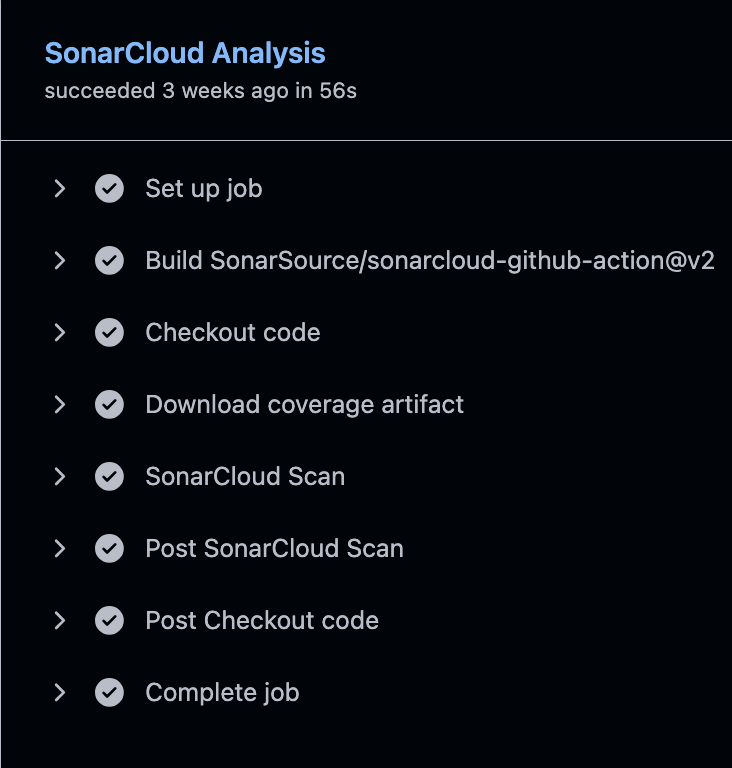 SonarCloud Analysis
succeeded 3 weeks ago in 56s
Set up job
Build SonarSource/sonarcloud-github-action@v2
Checkout code
Download coverage artifact
SonarCloud Scan
Post SonarCloud Scan
Post Checkout code
Complete job